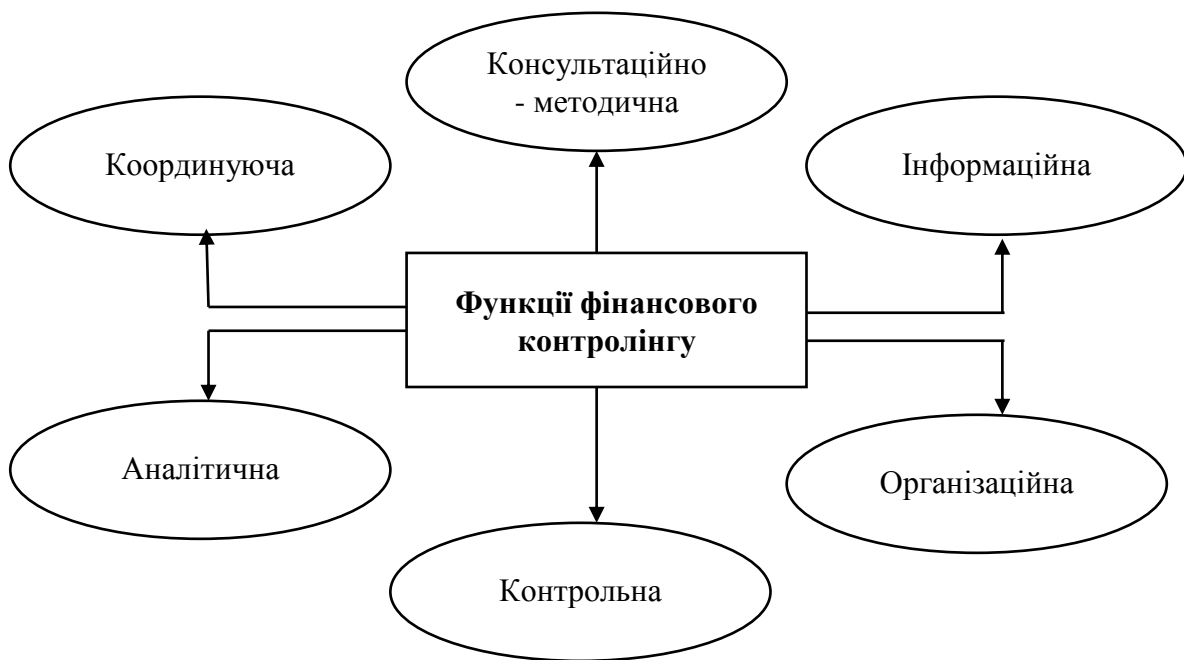 Консультаційно
- методична
Координуюча
Інформаційна
Функції фінансового
контролінгу
Аналітична
Організаційна
Контрольна